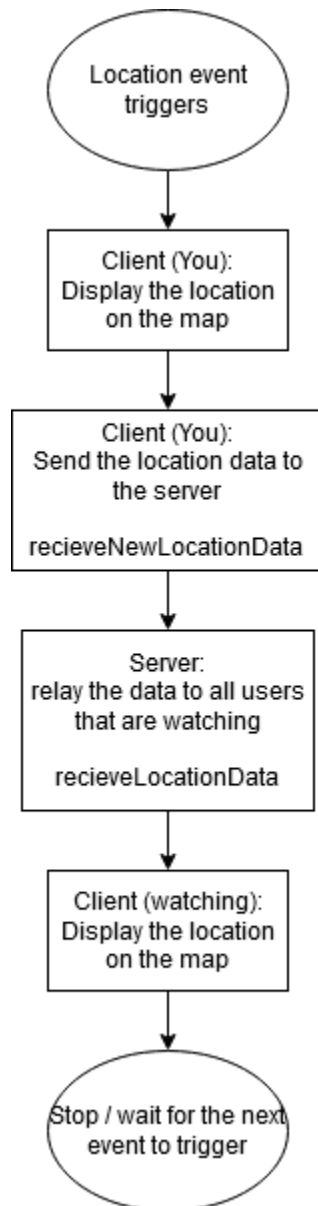 Location event
triggers
Client (You):
Display the location
on the map
Client (You):
Send the location data to
the server
recieveNewLocationData
Server:
relay the data to all users
that are watching
recieveLocationData
Client (watching):
Display the location
on the map
Stop / wait for the next
event to trigger